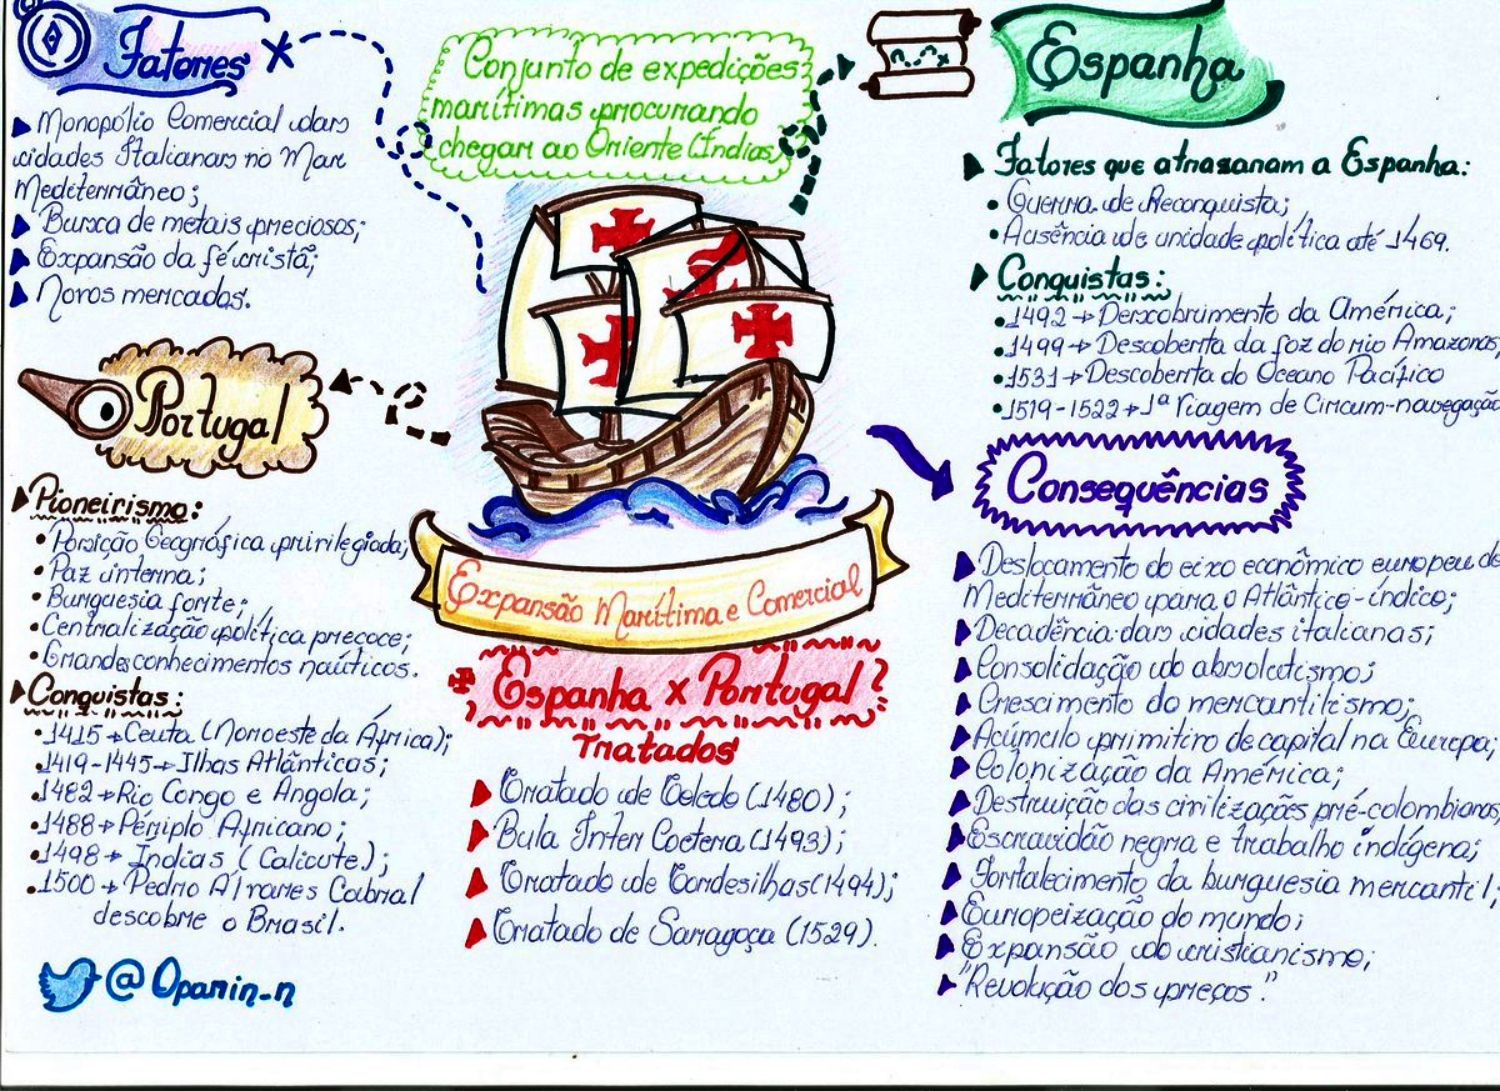 Fatores
Monopólio Comercial das
cidades Italianas no Mar
Mediterrâneo;
Busca de metais preciosos;
Expansão da fé cristã;
Novos mercados.
Conjunto de expedições
marítimas procurando
chegar ao Oriente (Índias)
Espanha
Fatores que atrasaram a Espanha:
Guerra de Reconquista;
Ausência de unidade política até 1469.
Conquistas:
1492 → Descobrimento da América;
1499 → Descoberta da foz do rio Amazonas;
1531 → Descoberta do Oceano Pacífico
1519-1522 → 1ª Viagem de Circum-navegação
Portugal
Pioneirismo:
Posição Geográfica privilegiada;
Paz interna;
Burguesia forte;
Centralização política precoce;
Grandes conhecimentos naúticos.
Conquistas:
1415 → Ceuta (Noroeste da África);
1419-1445 → Ilhas Atlânticas;
1482 → Rio Congo e Angola;
1488 → Périplo Africano;
1498 → Índias (Calicute);
1500 → Pedro Álvares Cabral
descobre o Brasil.
@Opanin_n
Expansão Marítima e Comercial
Espanha x Portugal
Tratados
Tratado de Toledo (1480);
Bula Inter Coetera (1493);
Tratado de Tordesilhas (1494);
Tratado de Saragoça (1529).
Consequências
Deslocamento do eixo econômico europeu do
Mediterrâneo para o Atlântico-índico;
Decadência das cidades italianas;
Consolidação do absolutismo;
Crescimento do mercantilismo;
Acúmulo primitivo de capital na Europa;
Colonização da América;
Destruição das civilizações pré-colombianas;
Escravidão negra e trabalho indígena;
Fortalecimento da burguesia mercantil;
Europeização do mundo;
Expansão do cristianismo;
"Revolução dos preços".